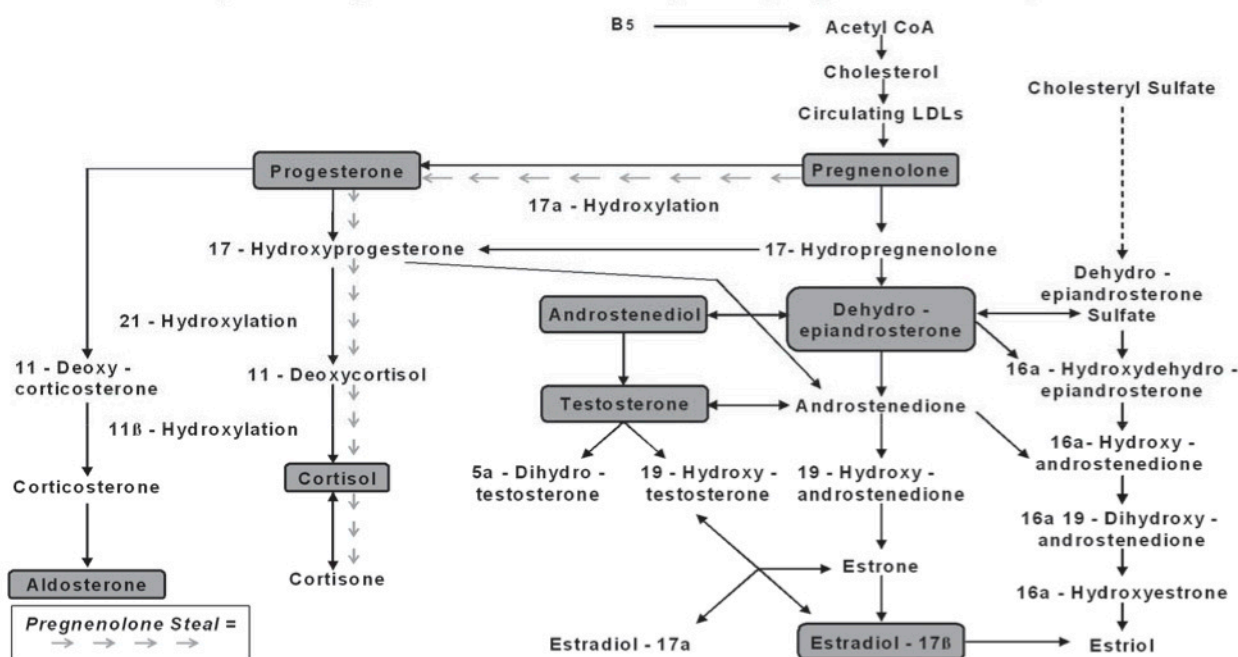 B5
Acetyl CoA
Cholesterol
Circulating LDLs
Cholesteryl Sulfate
Progesterone
Pregnenolone
17a - Hydroxylation
17 - Hydroxyprogesterone
17- Hydropregnenolone
Dehydro -
epiandrosterone
Sulfate
Androstenediol
Dehydro -
epiandrosterone
21 - Hydroxylation
11 - Deoxy -
corticosterone
11 - Deoxycortisol
16a - Hydroxydehydro -
epiandrosterone
Testosterone
Androstenedione
11ß - Hydroxylation
16a- Hydroxy -
androstenedione
Corticosterone
Cortisol
5a - Dihydro -
testosterone
19 - Hydroxy -
testosterone
19 - Hydroxy -
androstenedione
16a 19 - Dihydroxy -
androstenedione
Aldosterone
Cortisone
Estrone
16a - Hydroxyestrone
Pregnenolone Steal =
Estradiol - 17a
Estradiol - 17ß
Estriol